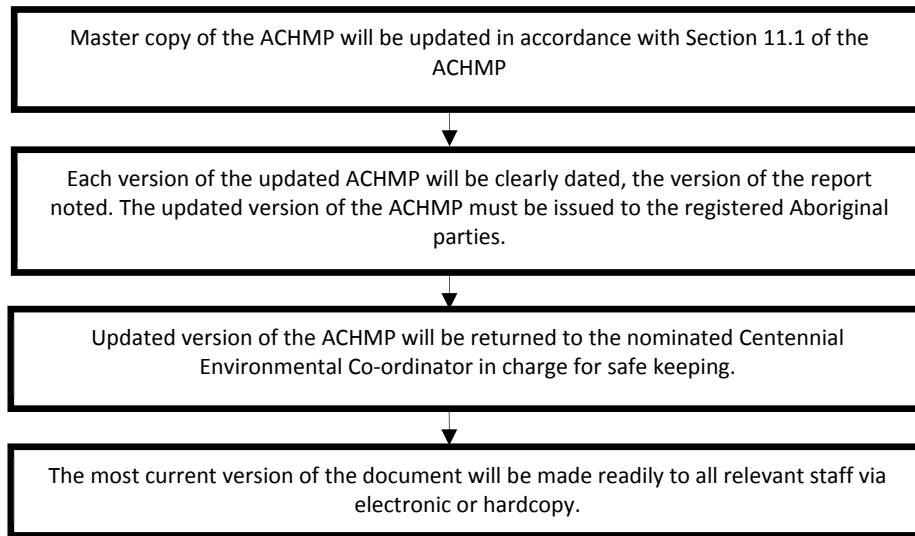 Master copy of the ACHMP will be updated in accordance with Section 11.1 of the
ACHMP
Each version of the updated ACHMP will be clearly dated, the version of the report
noted. The updated version of the ACHMP must be issued to the registered Aboriginal
parties.
Updated version of the ACHMP will be returned to the nominated Centennial
Environmental Co-ordinator in charge for safe keeping.
The most current version of the document will be made readily to all relevant staff via
electronic or hardcopy.